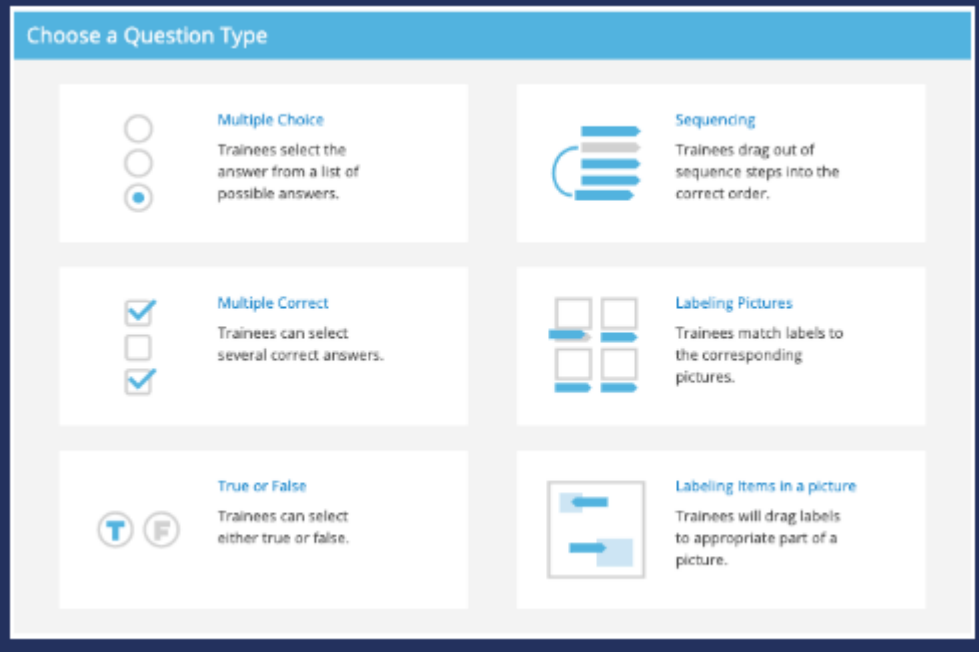 Choose a Question Type
Multiple Choice
Trainees select the
answer from a list of
possible answers.
Sequencing
Trainees drag out of
sequence steps into the
correct order.
Multiple Correct
Trainees can select
several correct answers.
Labeling Pictures
Trainees match labels to
the corresponding
pictures.
T F
True or False
Trainees can select
either true or false.
Labeling Items in a picture
Trainees will drag labels
to appropriate part of a
picture.